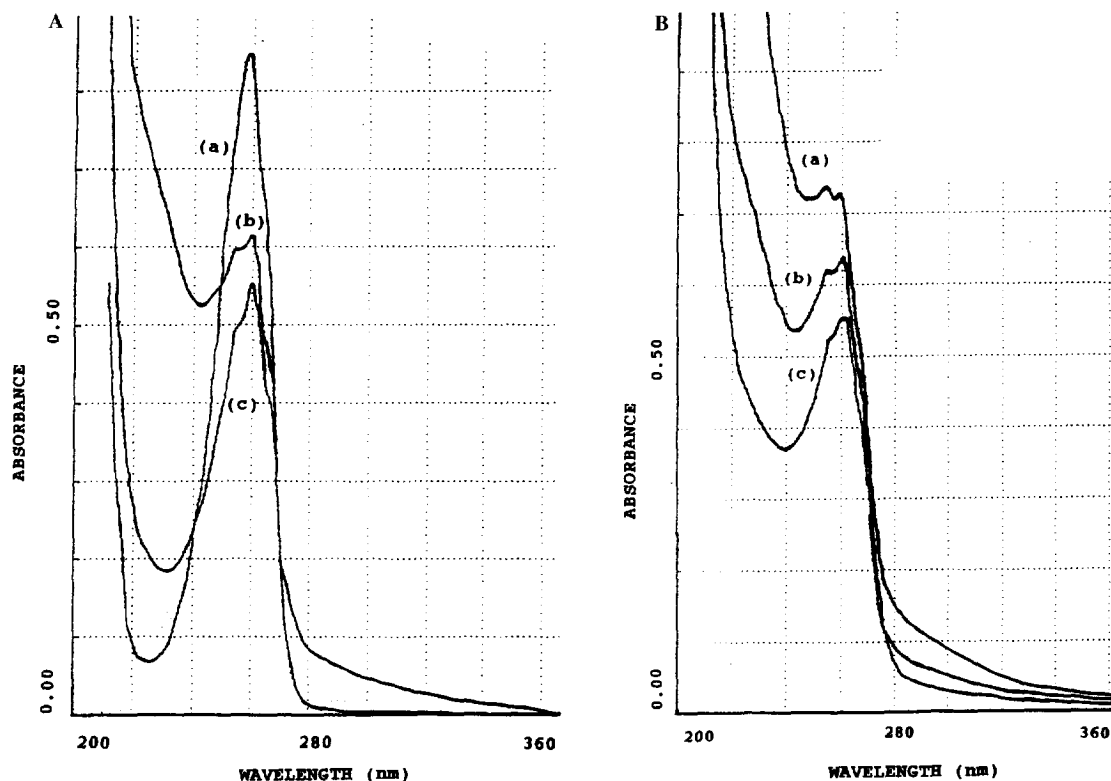 A
(a)
(b)
(c)
0.50
0.00
ABSORBANCE
200
280
360
WAVELENGTH (nm)
B
(a)
(b)
(c)
0.50
0.00
ABSORBANCE
200
280
360
WAVELENGTH (nm)